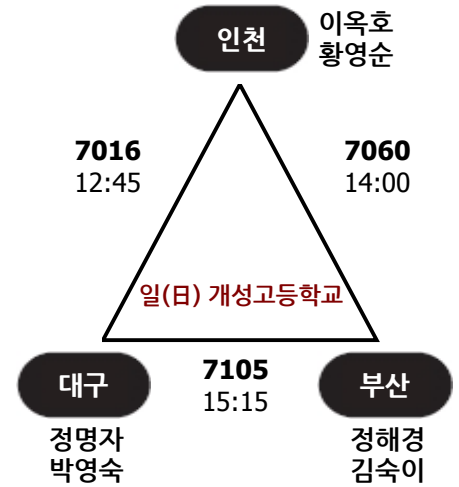 인천
이옥호
황영순
7016
12:45
7060
14:00
일(日) 개성고등학교
대구
7105
15:15
부산
정명자
박영숙
정해경
김숙이